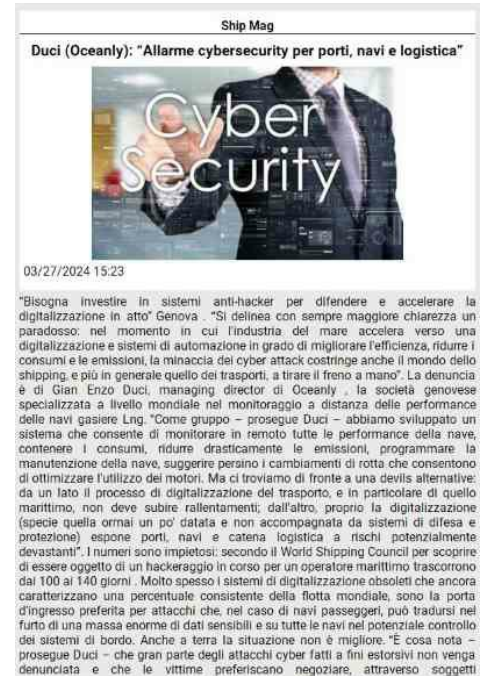 Ship Mag
Duci (Oceanly): “Allarme cybersecurity per porti, navi e logistica”
Cyber
Security
03/27/2024 15:23
“Bisogna investire in sistemi anti-hacker per difendere e accelerare la
digitalizzazione in atto” Genova . “Si delinea con sempre maggiore chiarezza un
paradosso: nel momento in cui l'industria del mare accelera verso una
digitalizzazione e sistemi di automazione in grado di migliorare l'efficienza, ridurre i
consumi e le emissioni, la minaccia dei cyber attack costringe anche il mondo dello
shipping, e più in generale quello dei trasporti, a tirare il freno a mano”. La denuncia
è di Gian Enzo Duci, managing director di Oceanly , la società genovese
specializzata a livello mondiale nel monitoraggio a distanza delle performance
delle navi gasiere Lng. “Come gruppo – prosegue Duci – abbiamo sviluppato un
sistema che consente di monitorare in remoto tutte le performance della nave,
contenere i consumi, ridurre drasticamente le emissioni, programmare la
manutenzione della nave, suggerire persino i cambiamenti di rotta che consentono
di ottimizzare l'utilizzo dei motori. Ma ci troviamo di fronte a una devils alternative:
da un lato il processo di digitalizzazione del trasporto, e in particolare di quello
marittimo, non deve subire rallentamenti; dall'altro, proprio la digitalizzazione
(specie quella ormai un po' datata e non accompagnata da sistemi di difesa e
protezione) espone porti, navi e catena logistica a rischi potenzialmente
devastanti”. I numeri sono impietosi: secondo il World Shipping Council per scoprire
di essere oggetto di un hackeraggio in corso per un operatore marittimo trascorrono
dai 100 ai 140 giorni . Molto spesso i sistemi di digitalizzazione obsoleti che ancora
caratterizzano una percentuale consistente della flotta mondiale, sono la porta
d'ingresso preferita per attacchi che, nel caso di navi passeggeri, può tradursi nel
furto di una massa enorme di dati sensibili e su tutte le navi nel potenziale controllo
dei sistemi di bordo. Anche a terra la situazione non è migliore. “È cosa nota –
prosegue Duci – che gran parte degli attacchi cyber fatti a fini estorsivi non venga
denunciata e che le vittime preferiscano negoziare, attraverso soggetti